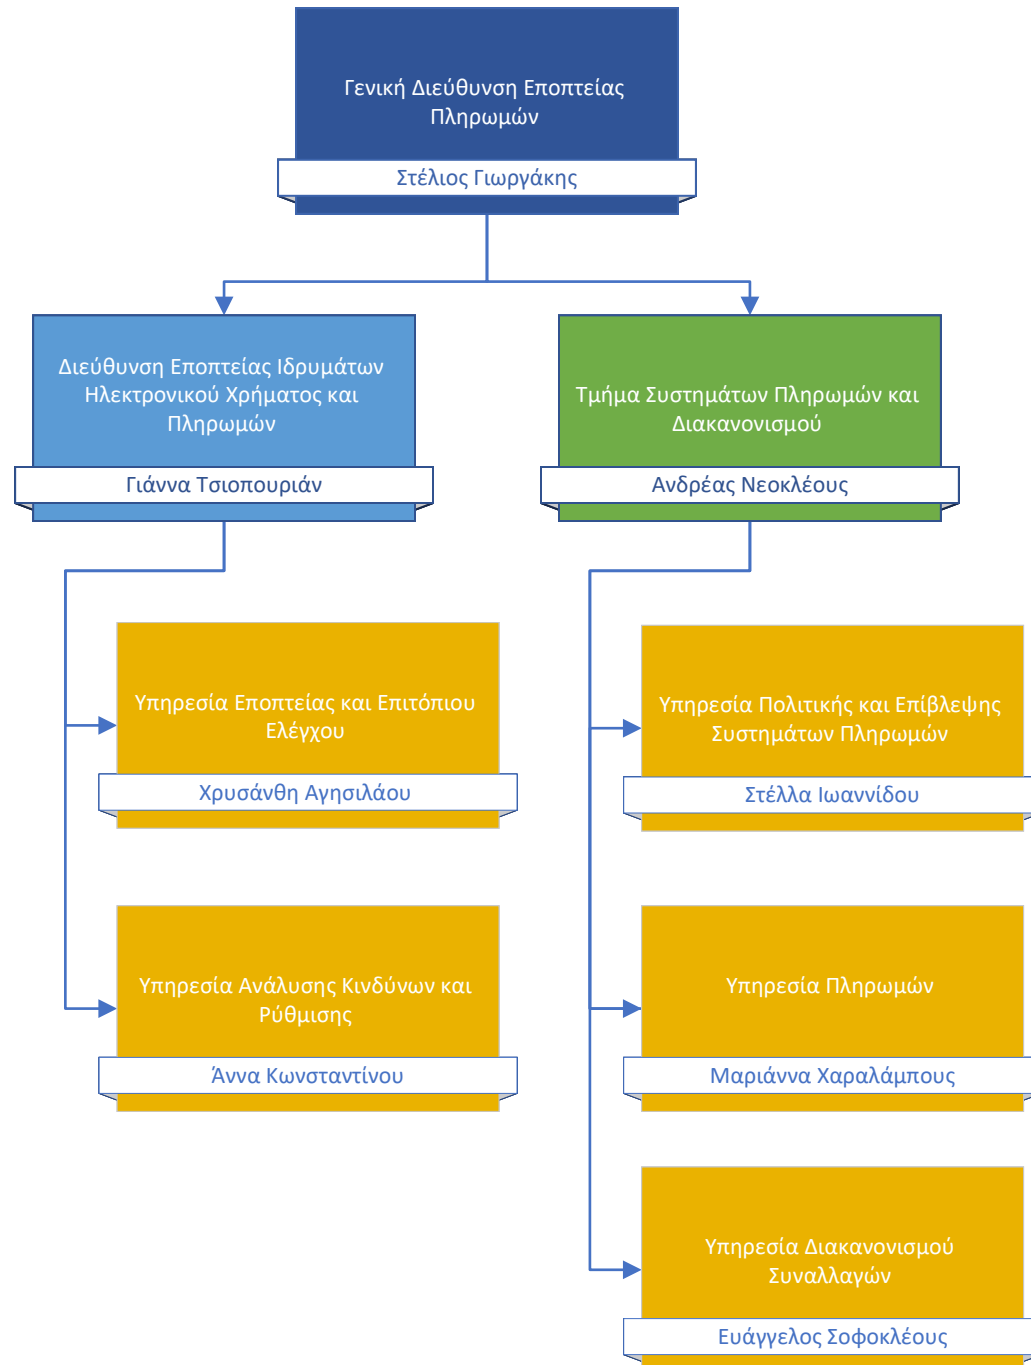 Γενική Διεύθυνση Εποπτείας
Πληρωμών
Στέλιος Γιωργάκης
Διεύθυνση Εποπτείας Ιδρυμάτων
Ηλεκτρονικού Χρήματος και
Πληρωμών
Γιάννα Τσιοπουριάν
Τμήμα Συστημάτων Πληρωμών και
Διακανονισμού
Ανδρέας Νεοκλέους
Υπηρεσία Εποπτείας και Επιτόπιου
Ελέγχου
Χρυσάνθη Αγησιλάου
Υπηρεσία Πολιτικής και Επίβλεψης
Συστημάτων Πληρωμών
Στέλλα Ιωαννίδου
Υπηρεσία Ανάλυσης Κινδύνων και
Ρύθμισης
Άννα Κωνσταντίνου
Υπηρεσία Πληρωμών
Μαριάννα Χαραλάμπους
Υπηρεσία Διακανονισμού
Συναλλαγών
Ευάγγελος Σοφοκλέους